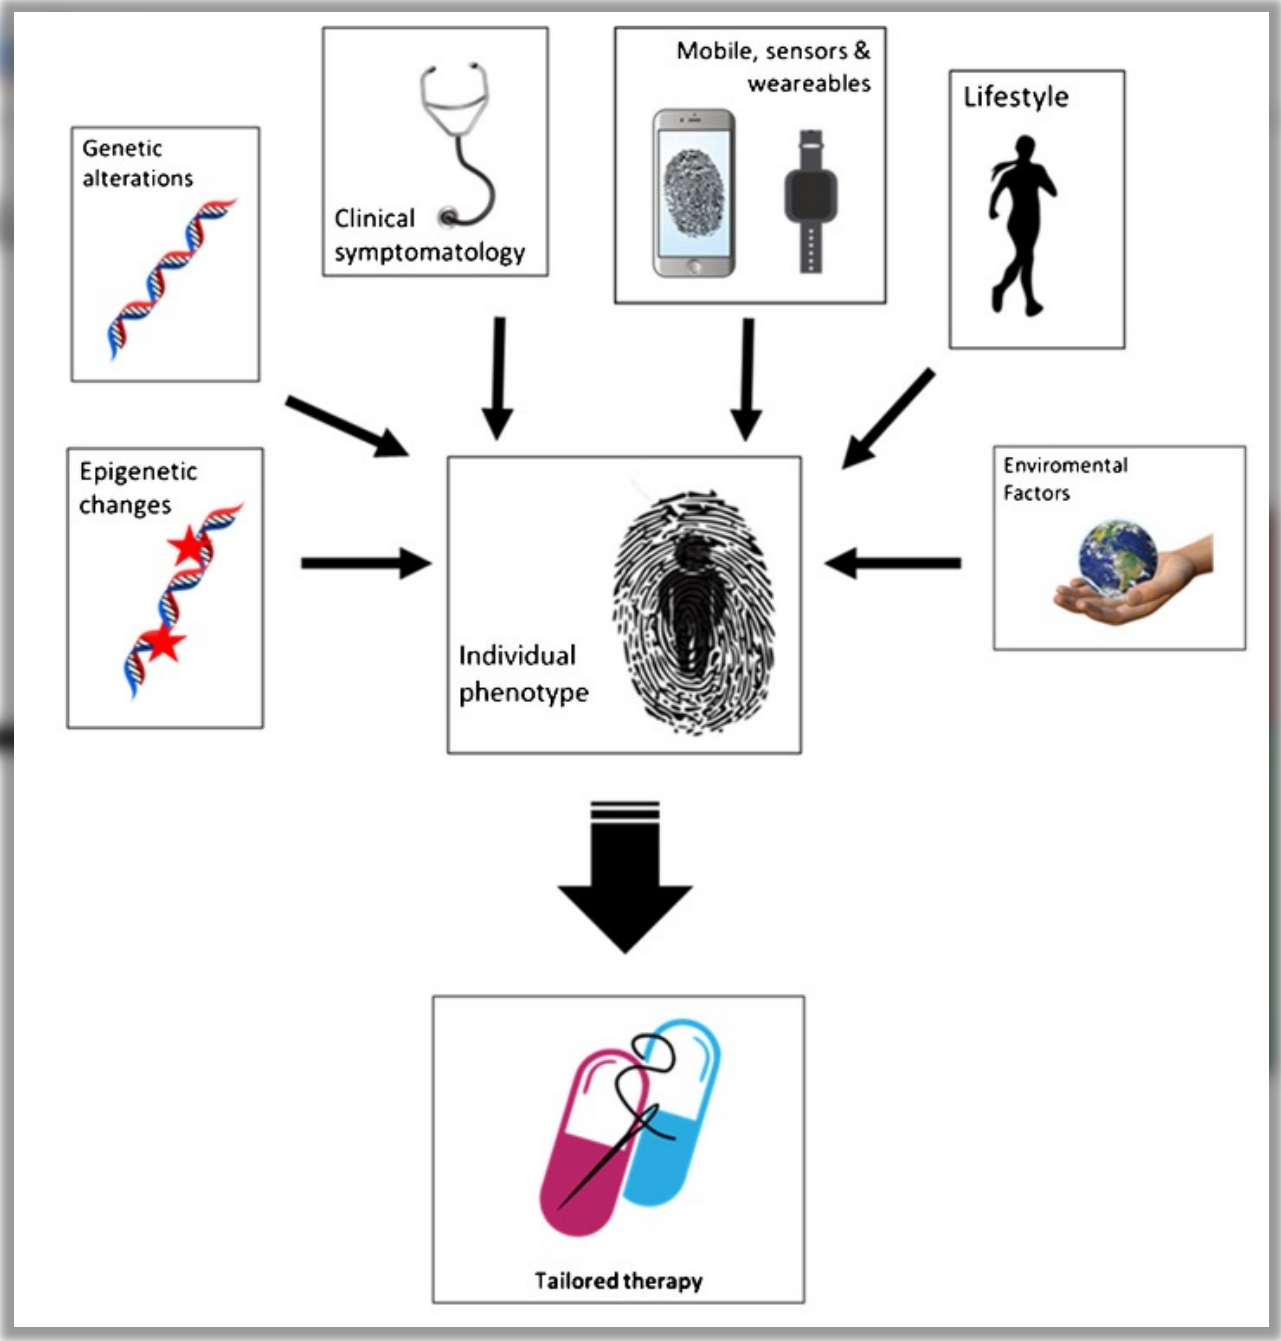 Genetic
alterations
Clinical
symptomatology
Mobile, sensors &
weareables
Lifestyle
Epigenetic
changes
Individual
phenotype
Enviromental
Factors
Tailored therapy